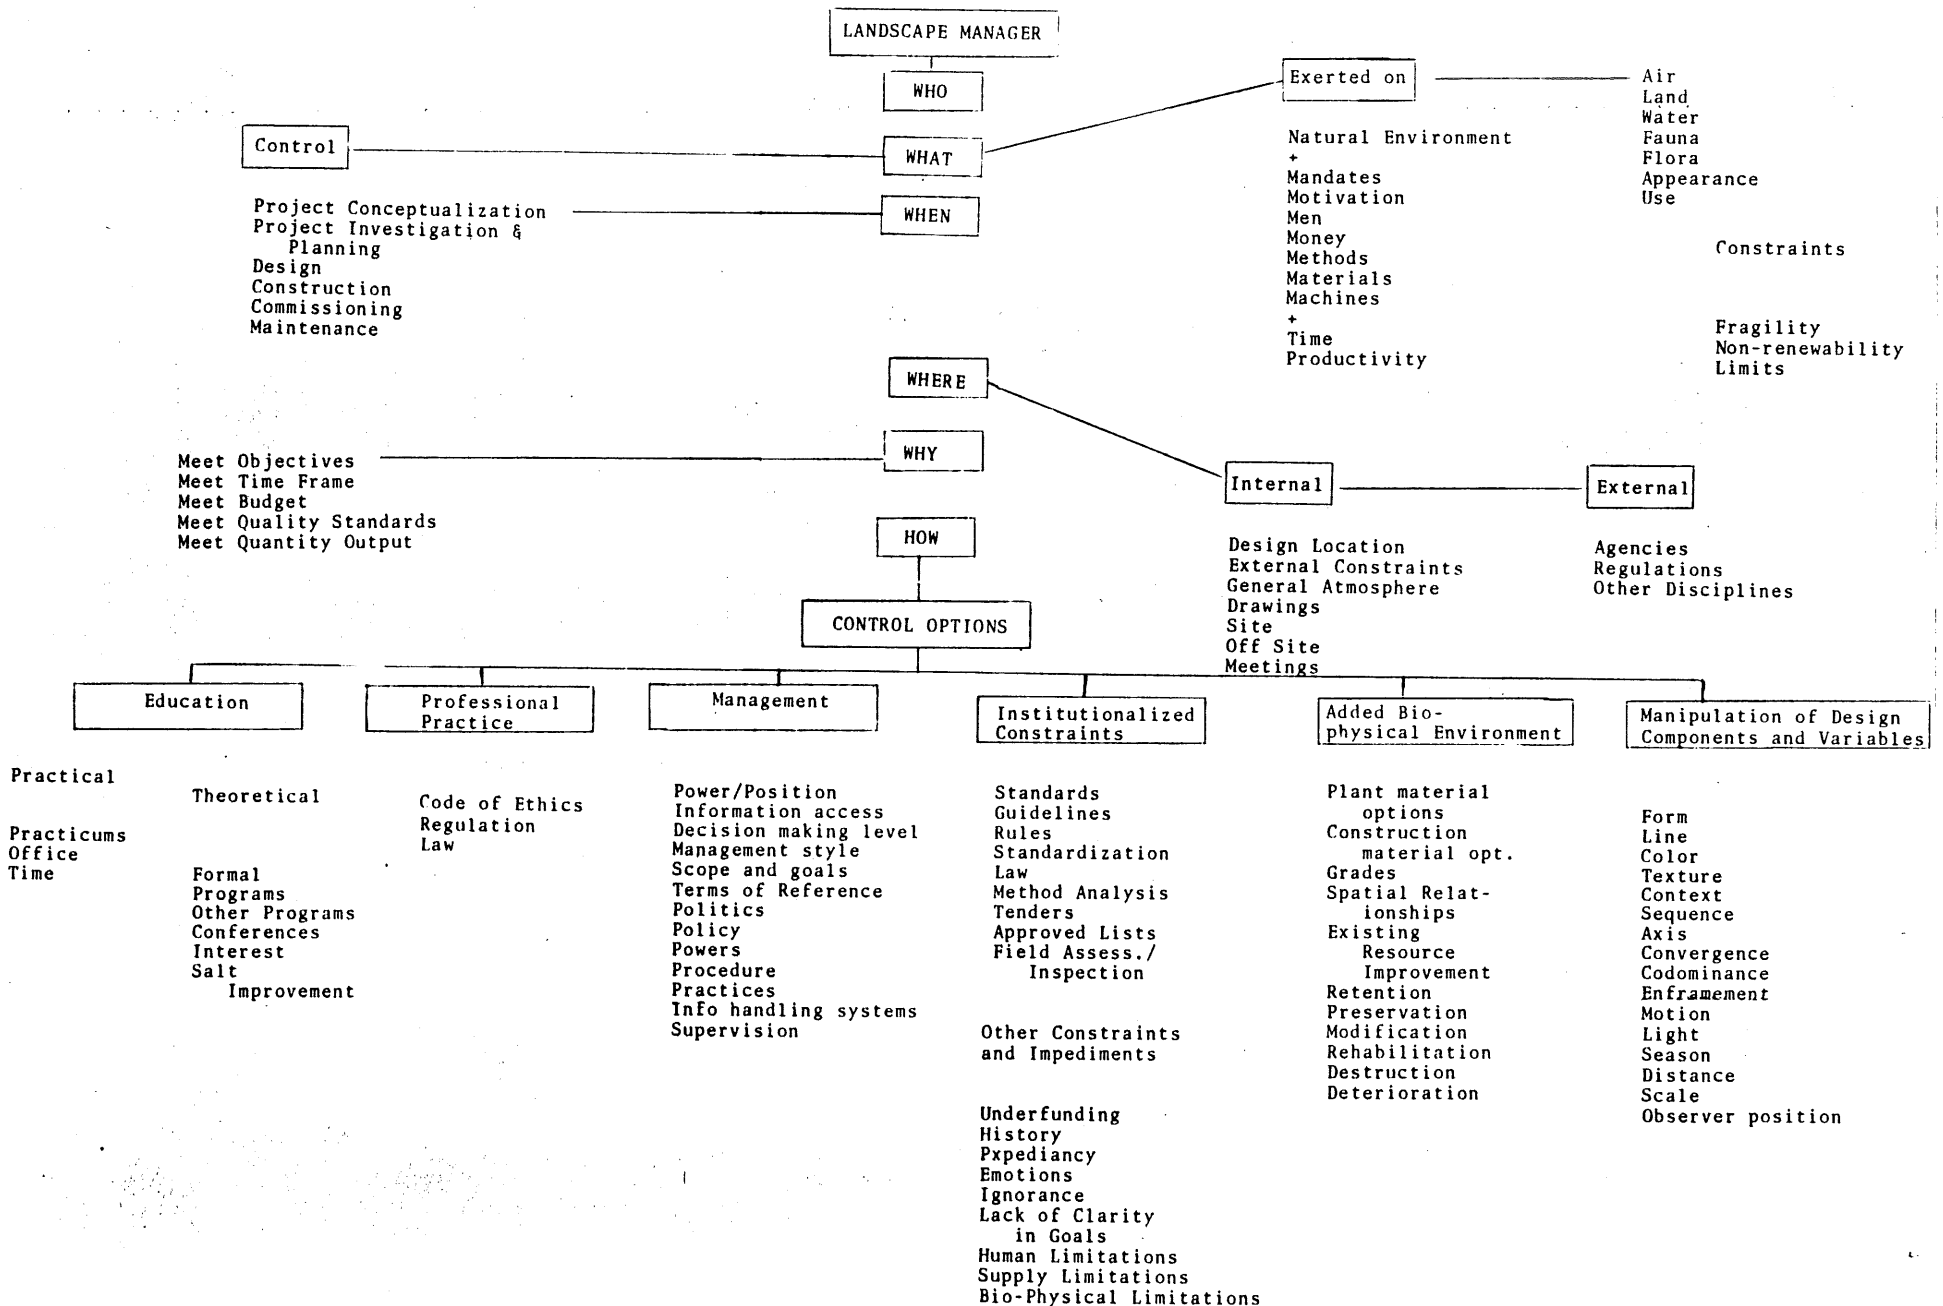 LANDSCAPE MANAGER
WHO
Exerted on
Air
Land
Water
Fauna
Flora
Appearance
Use
Control
WHAT
Natural Environment
+
Mandates
Motivation
Men
Money
Methods
Materials
Machines
+
Time
Productivity
Constraints
Fragility
Non-renewability
Limits
Project Conceptualization
Project Investigation &
Planning
Design
Construction
Commissioning
Maintenance
WHEN
WHERE
WHY
Meet Objectives
Meet Time Frame
Meet Budget
Meet Quality Standards
Meet Quantity Output
Internal
External
Design Location
External Constraints
General Atmosphere
Drawings
Site
Off Site
Meetings
Agencies
Regulations
Other Disciplines
HOW
CONTROL OPTIONS
Education
Practical
Practicums
Office
Time
Theoretical
Formal
Programs
Other Programs
Conferences
Interest
Salt
Improvement
Professional
Practice
Code of Ethics
Regulation
Law
Management
Power/Position
Information access
Decision making level
Management style
Scope and goals
Terms of Reference
Politics
Policy
Powers
Procedure
Practices
Info handling systems
Supervision
Institutionalized
Constraints
Standards
Guidelines
Rules
Standardization
Law
Method Analysis
Tenders
Approved Lists
Field Assess./
Inspection
Other Constraints
and Impediments
Underfunding
History
Pxpediancy
Emotions
Ignorance
Lack of Clarity
in Goals
Human Limitations
Supply Limitations
Bio-Physical Limitations
Added Bio-
physical Environment
Plant material
options
Construction
material opt.
Grades
Spatial Relat-
ionships
Existing
Resource
Improvement
Retention
Preservation
Modification
Rehabilitation
Destruction
Deterioration
Manipulation of Design
Components and Variables
Form
Line
Color
Texture
Context
Sequence
Axis
Convergence
Codominance
Enframement
Motion
Light
Season
Distance
Scale
Observer position